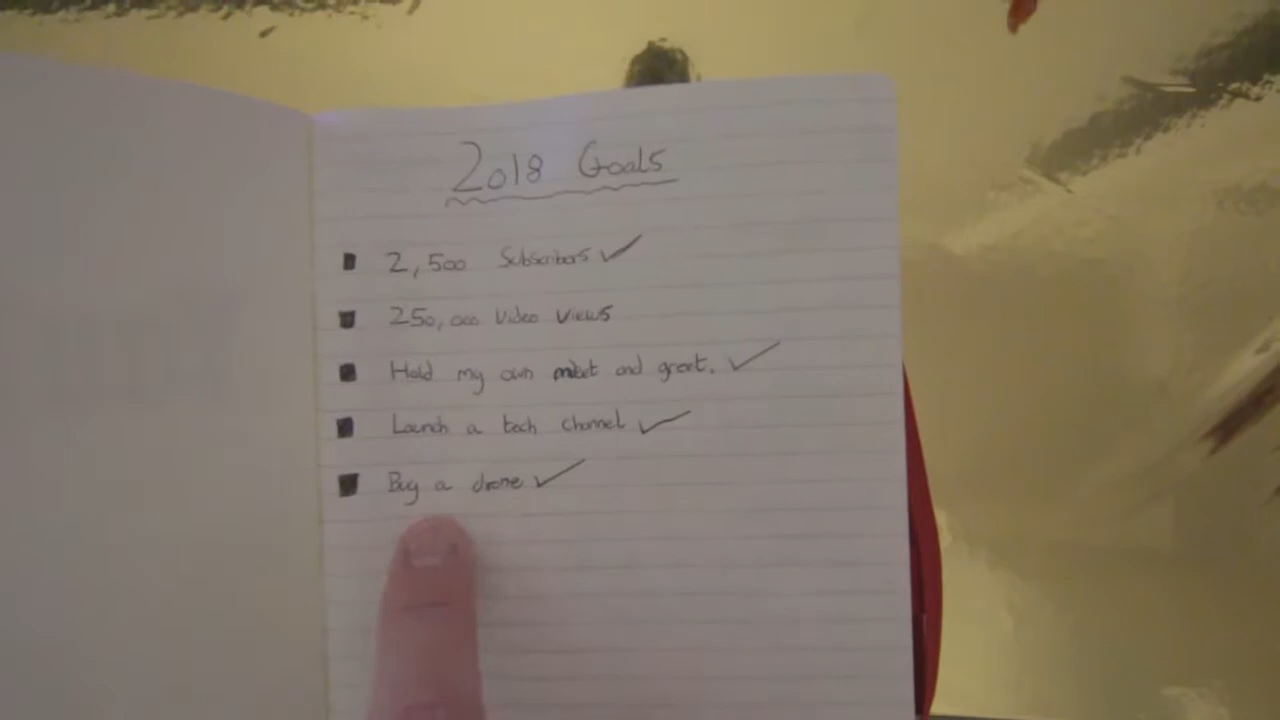 2018 Goals
2,500 Subscribers ✓
250,000 Video Views
Hold my own meet and greet. ✓
Launch a tech channel ✓
Buy a drone ✓